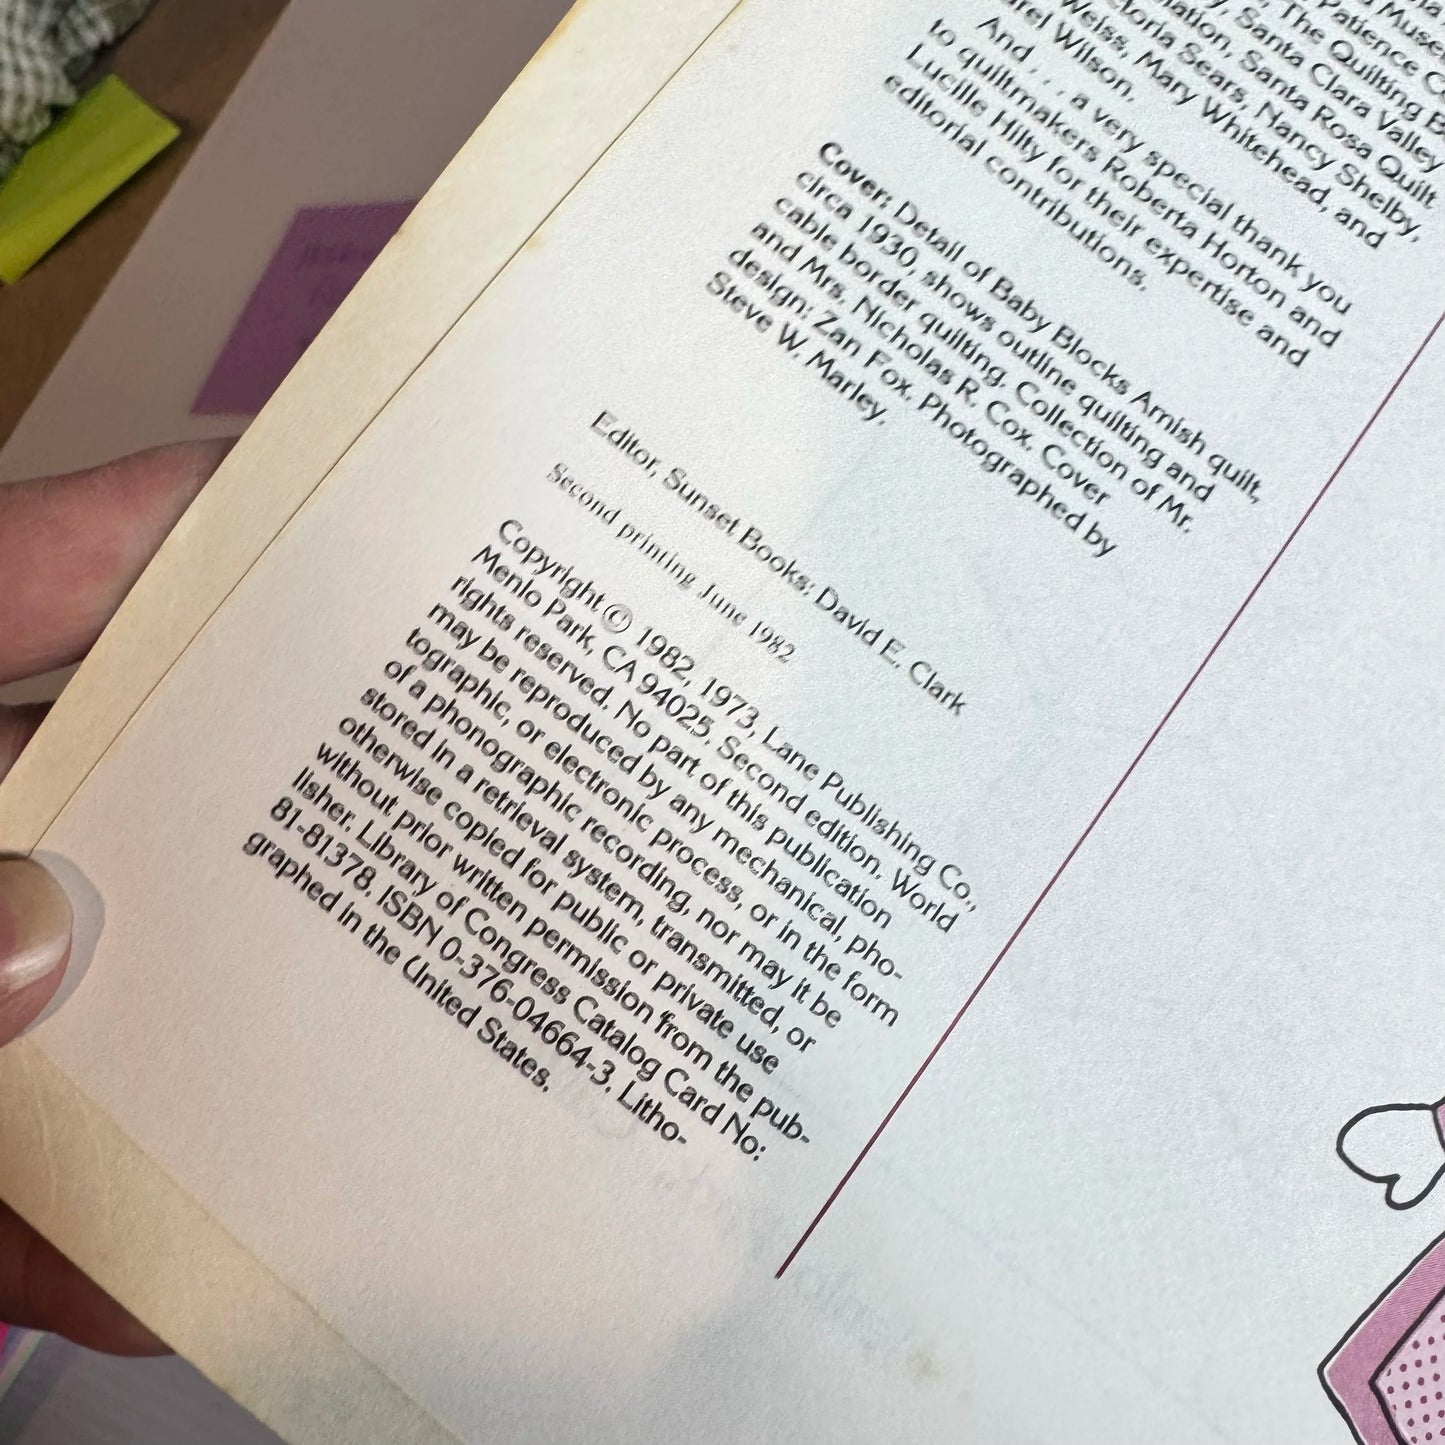 Patience
The Quilting
Santa Clara Valley
Santa Rosa Quilt
Victoria Sears, Nancy Shelby,
Weiss, Mary Whitehead, and
Wilson.
And . . . a very special thank you
to quiltmakers Roberta Horton and
Lucille Hilty for their expertise and
editorial contributions.
Cover: Detail of Baby Blocks Amish quilt,
circa 1930, shows outline quilting and
cable border quilting. Collection of Mr.
and Mrs. Nicholas R. Cox. Cover
design: Zan Fox. Photographed by
Steve W. Marley.
Editor, Sunset Books: David E. Clark
Second printing June 1982
Copyright © 1982, 1973, Lane Publishing Co.,
Menlo Park, CA 94025. Second edition. World
rights reserved. No part of this publication
may be reproduced by any mechanical, pho-
tographic, or electronic process, or in the form
of a phonographic recording, nor may it be
stored in a retrieval system, transmitted, or
otherwise copied for public or private use
without prior written permission from the pub-
lisher. Library of Congress Catalog Card No:
81-81378. ISBN 0-376-04664-3. Litho-
graphed in the United States.